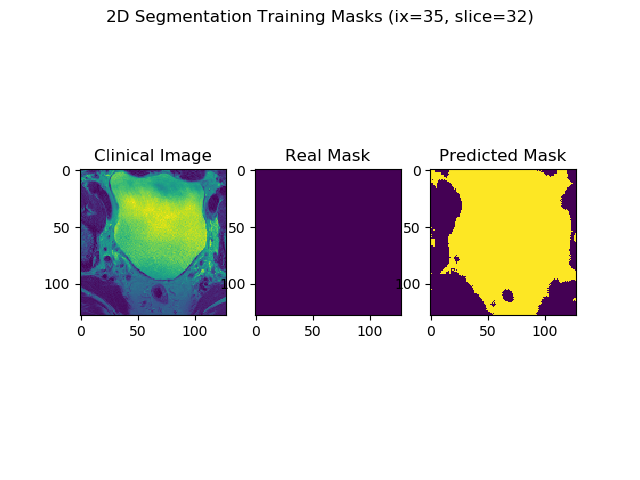 2D Segmentation Training Masks (ix=35, slice=32)
Clinical Image Real Mask Predicted Mask
0 0
50 50 50
100 100 100
0 50 100 0 50 100 0 50 100